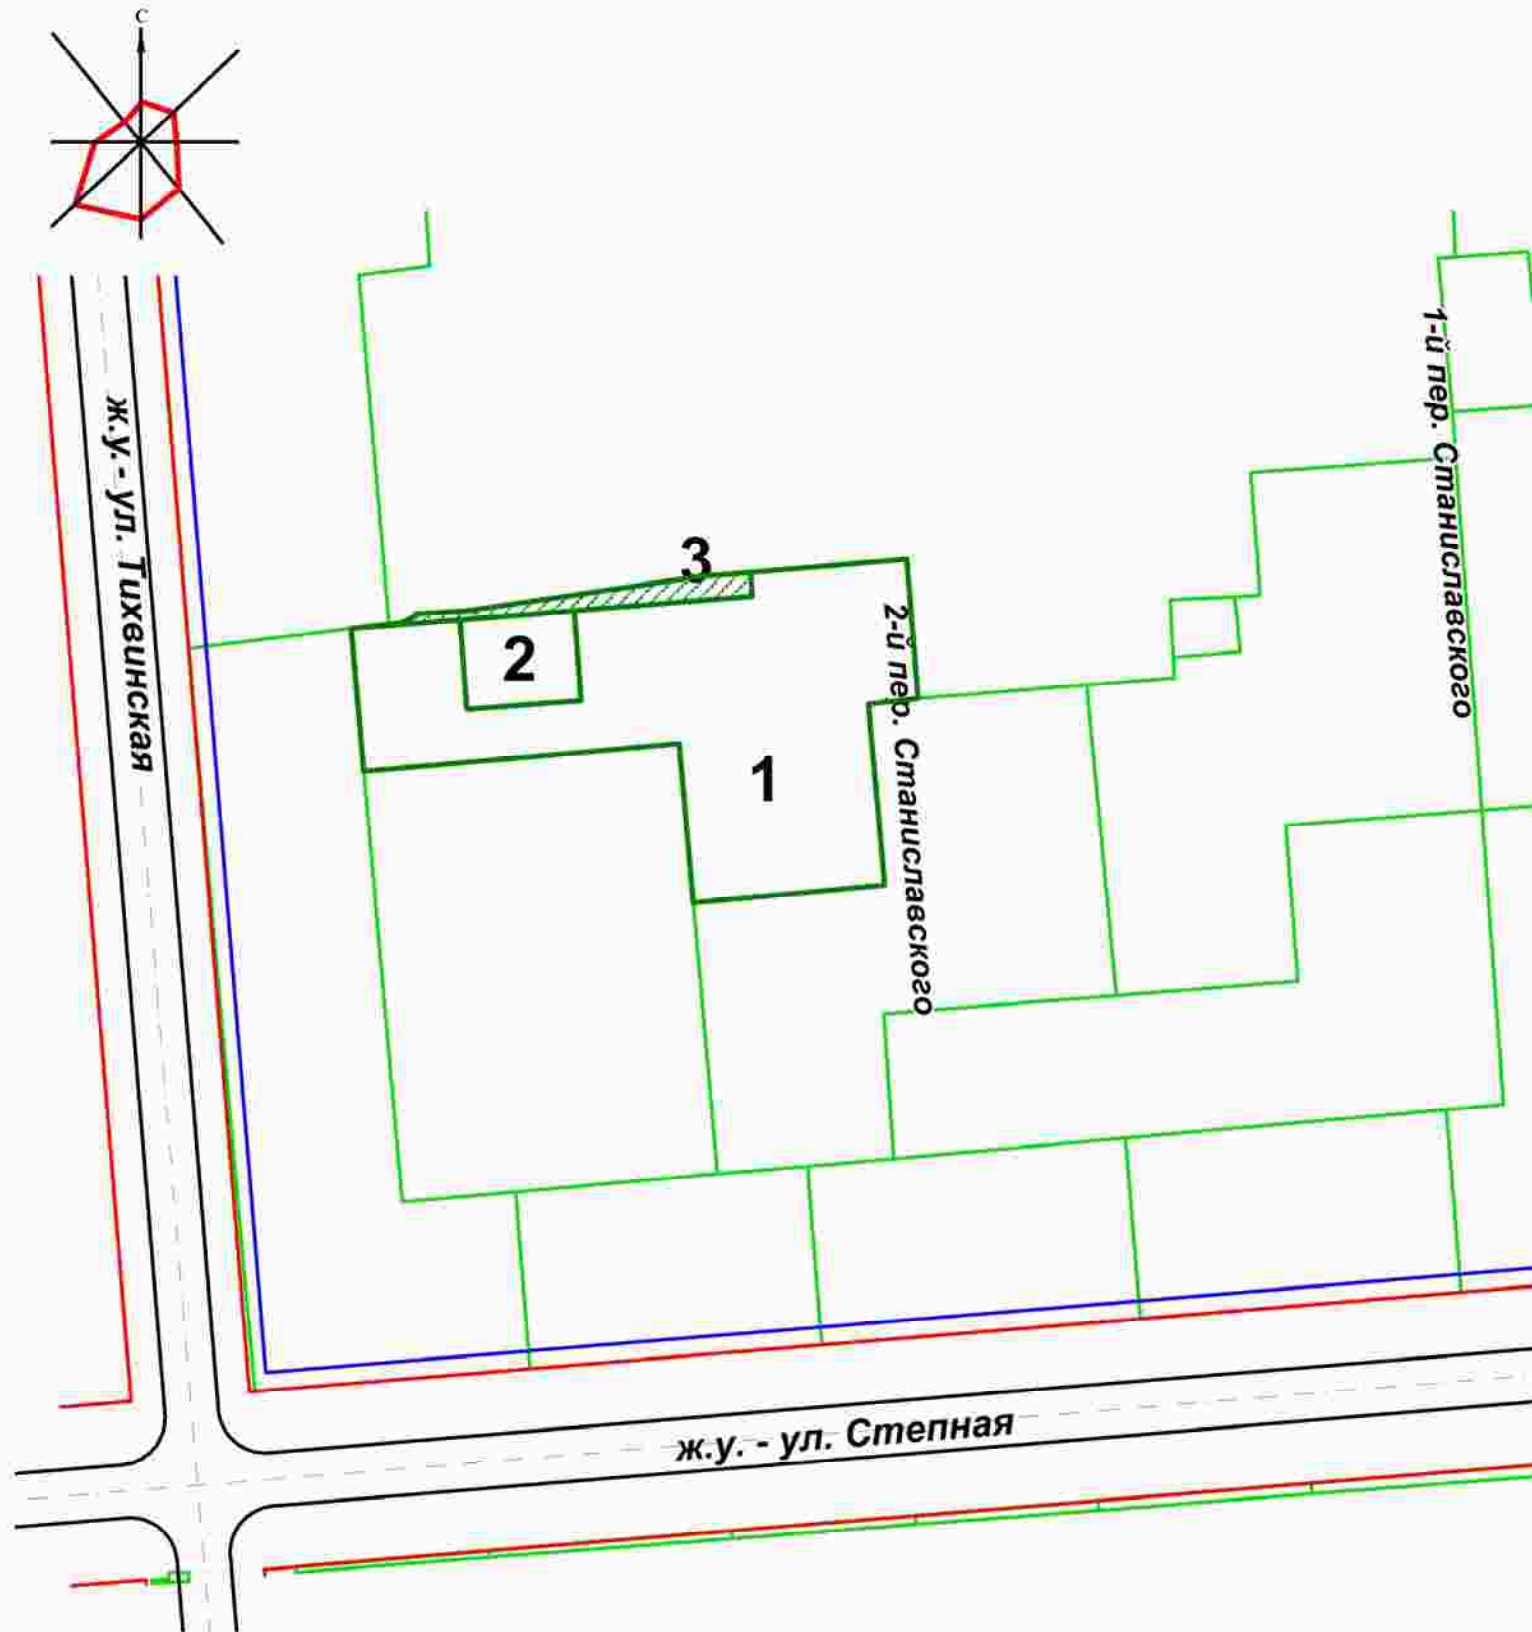 С
ж.у.- ул. Тихвинская
1-й пер. Станиславского
3
2-й пер. Станиславского
2
1
ж.у. - ул. Степная